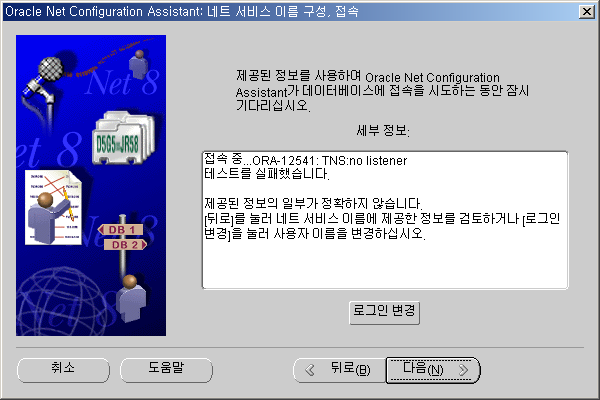 Oracle Net Configuration Assistant: 네트 서비스 이름 구성, 접속
Net 8
D5G5=JR58
et 8
DB 1
DB 2
Net
제공된 정보를 사용하여 Oracle Net Configuration
Assistant가 데이터베이스에 접속을 시도하는 동안 잠시
기다리십시오.
세부 정보:
접속 중...ORA-12541: TNS:no listener
테스트를 실패했습니다.
제공된 정보의 일부가 정확하지 않습니다.
[뒤로]를 눌러 네트 서비스 이름에 제공한 정보를 검토하거나 [로그인
변경]을 눌러 사용자 이름을 변경하십시오.
로그인 변경
취소
도움말
뒤로(B)
다음(N)